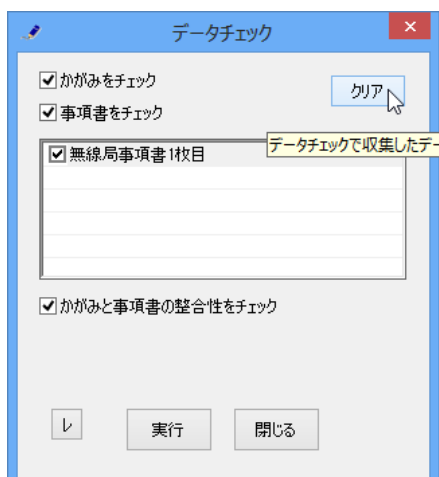 データチェック
かがみをチェック
クリア
事項書をチェック
データチェックで収集したデー
無線局事項書1枚目
かがみと事項書の整合性をチェック
レ
実行
閉じる